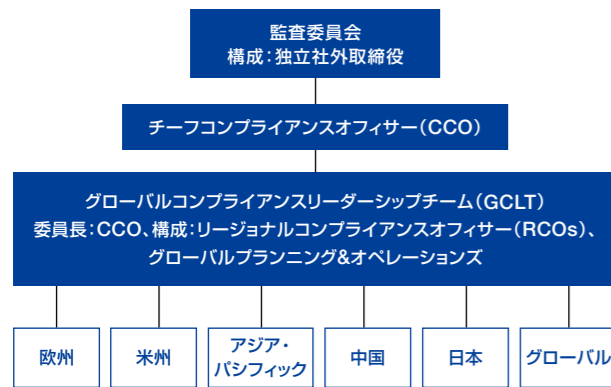 監査委員会
構成：独立社外取締役
チーフコンプライアンスオフィサー（CCO）
グローバルコンプライアンスリーダーシップチーム（GCLT）
委員長：CCO、構成：リージョナルコンプライアンスオフィサー（RCOs）、
グローバルプランニング&オペレーションズ
欧州
米州
アジア・
パシフィック
中国
日本
グローバル